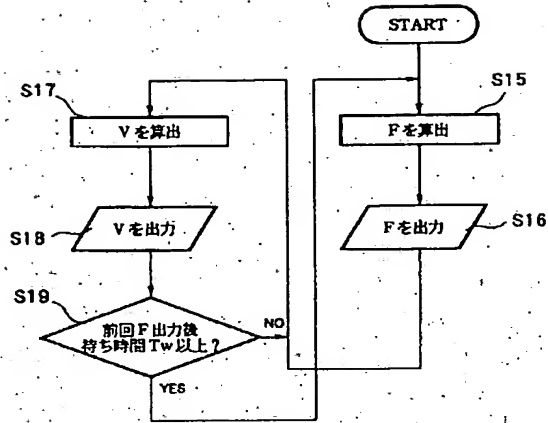 START
S15
Fを算出
Fを出力
S16
S17
Vを算出
S18
Vを出力
S19
前回F出力後
待ち時間Tw以上?
NO
YES